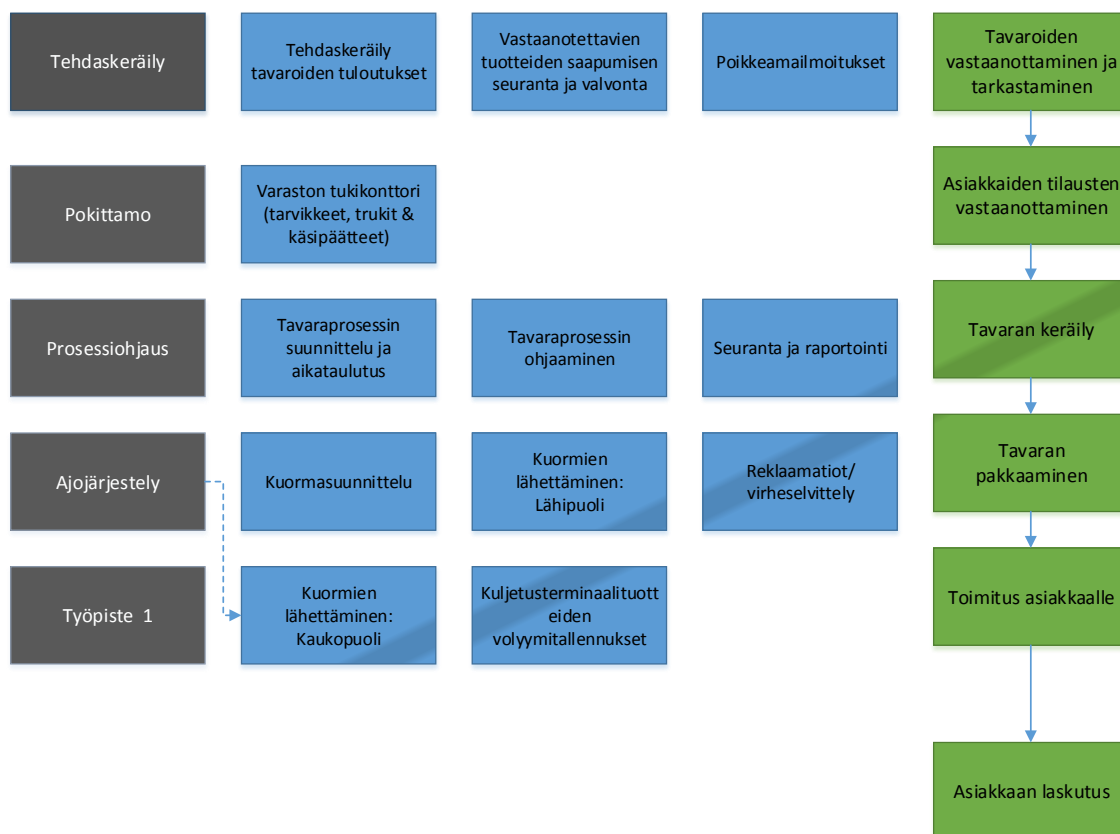 Tehdaskeräily
Tehdaskeräily
tavaroiden tuloutukset
Vastaanotettavien
tuotteiden saapumisen
seuranta ja valvonta
Poikkeamailmoitukset
Tavaroiden
vastaanottaminen ja
tarkastaminen
Pokittamo
Varaston tukikonttori
(tarvikkeet, trukit &
käsipäätteet)
Asiakkaiden tilausten
vastaanottaminen
Prosessiohjaus
Tavaraprosessin
suunnittelu ja
aikataulutus
Tavaraprosessin
ohjaaminen
Seuranta ja raportointi
Tavaran keräily
Ajojärjestely
Kuormasuunnittelu
Kuormien
lähettäminen:
Lähipuoli
Reklaamatiot/
virheselvittely
Tavaran
pakkaaminen
Työpiste 1
Kuormien
lähettäminen:
Kaukopuoli
Kuljetusterminaalituott
eiden
volyymitallennukset
Toimitus asiakkaalle
Asiakkaan laskutus